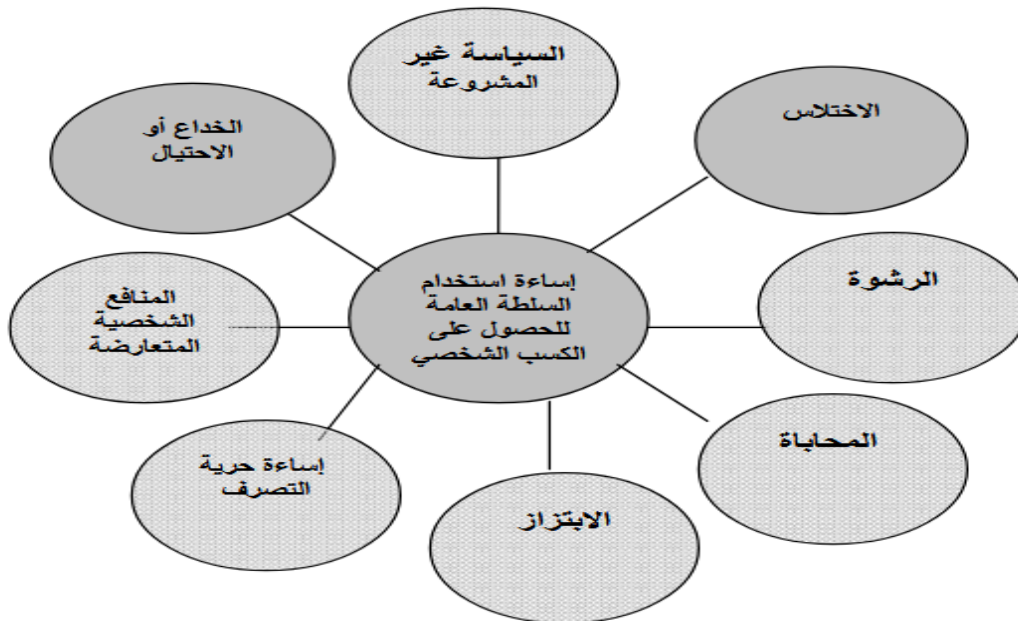 السياسة غير
المشروعة
الاختلاس
الخداع أو
الاحتيال
الرشوة
إساءة استخدام
السلطة العامة
للحصول على
الكسب الشخصي
المنافع
الشخصية
المتعارضة
المحاباة
إساءة حرية
التصرف
الابتزاز